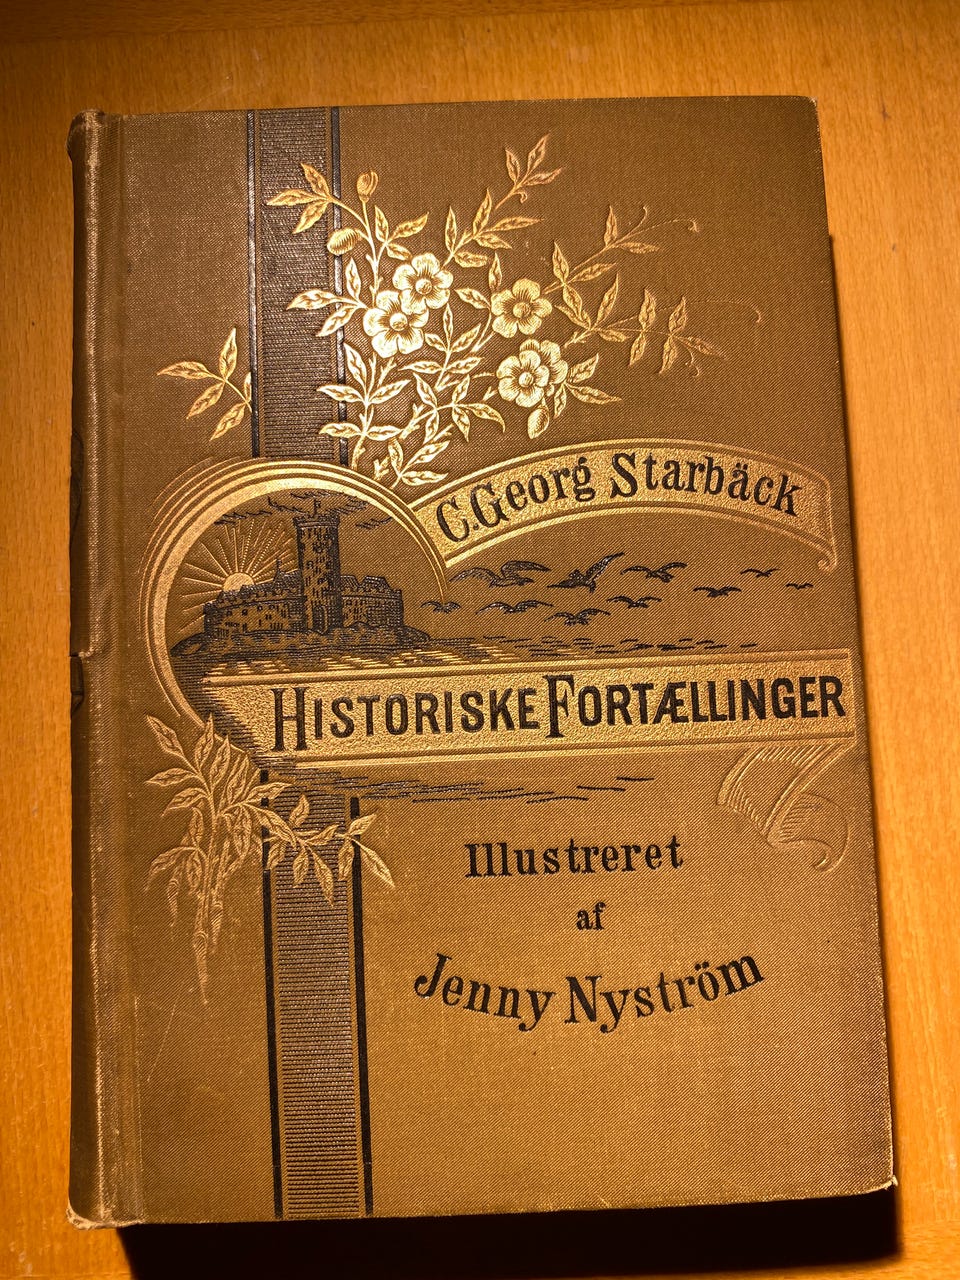 C. Georg Starbäck
HISTORISKE FORTÆLLINGER
Illustreret
af
Jenny Nyström